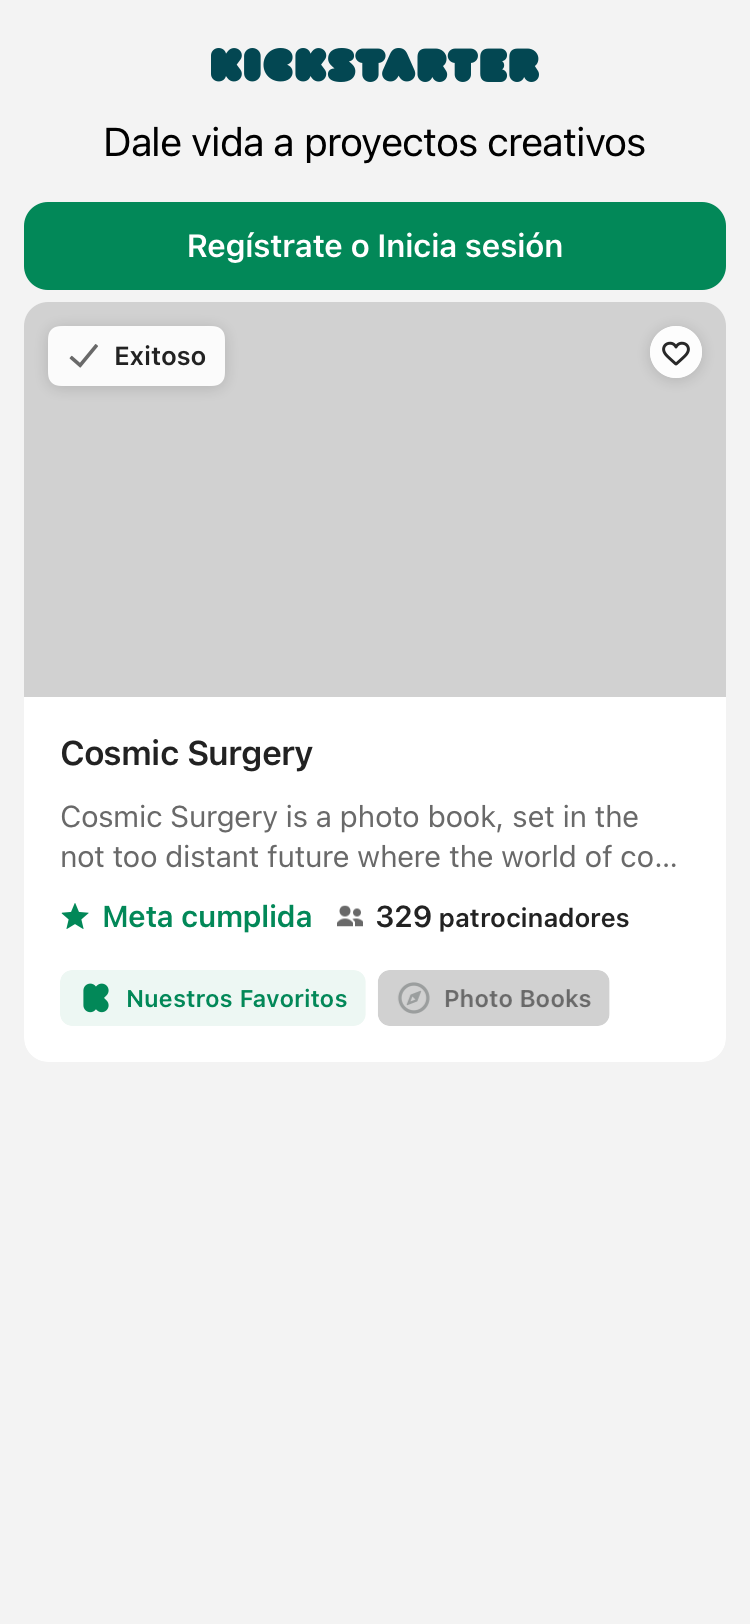 KICKSTARTER
Dale vida a proyectos creativos
Regístrate o Inicia sesión
Exitoso
Cosmic Surgery
Cosmic Surgery is a photo book, set in the
not too distant future where the world of co...
Meta cumplida 329 patrocinadores
Nuestros Favoritos Photo Books